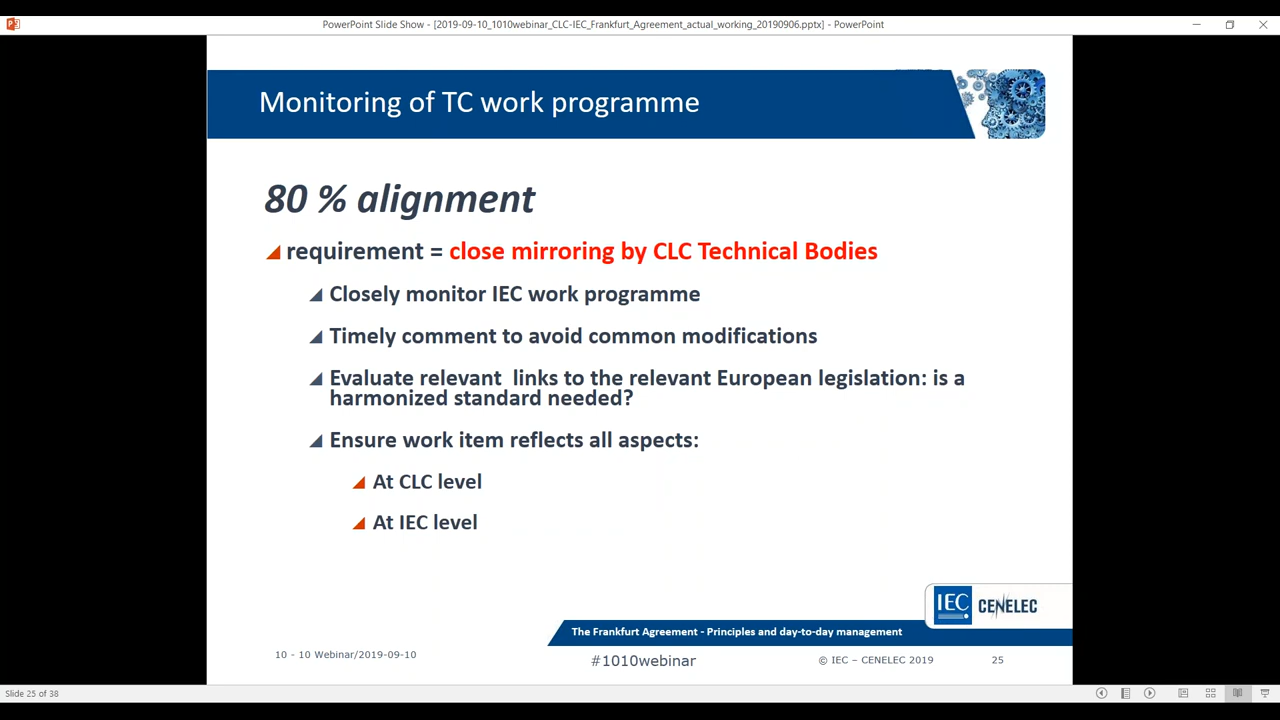 PowerPoint Slide Show - [2019-09-10_1010webinar_CLC-IEC_Frankfurt_Agreement_actual_working_20190906.pptx] - PowerPoint
Monitoring of TC work programme
80 % alignment
requirement = close mirroring by CLC Technical Bodies
Closely monitor IEC work programme
Timely comment to avoid common modifications
Evaluate relevant  links to the relevant European legislation: is a
harmonized standard needed?
Ensure work item reflects all aspects:
At CLC level
At IEC level
IEC CENELEC
The Frankfurt Agreement - Principles and day-to-day management
10 - 10 Webinar/2019-09-10
#1010webinar
© IEC – CENELEC 2019
25
Slide 25 of 38